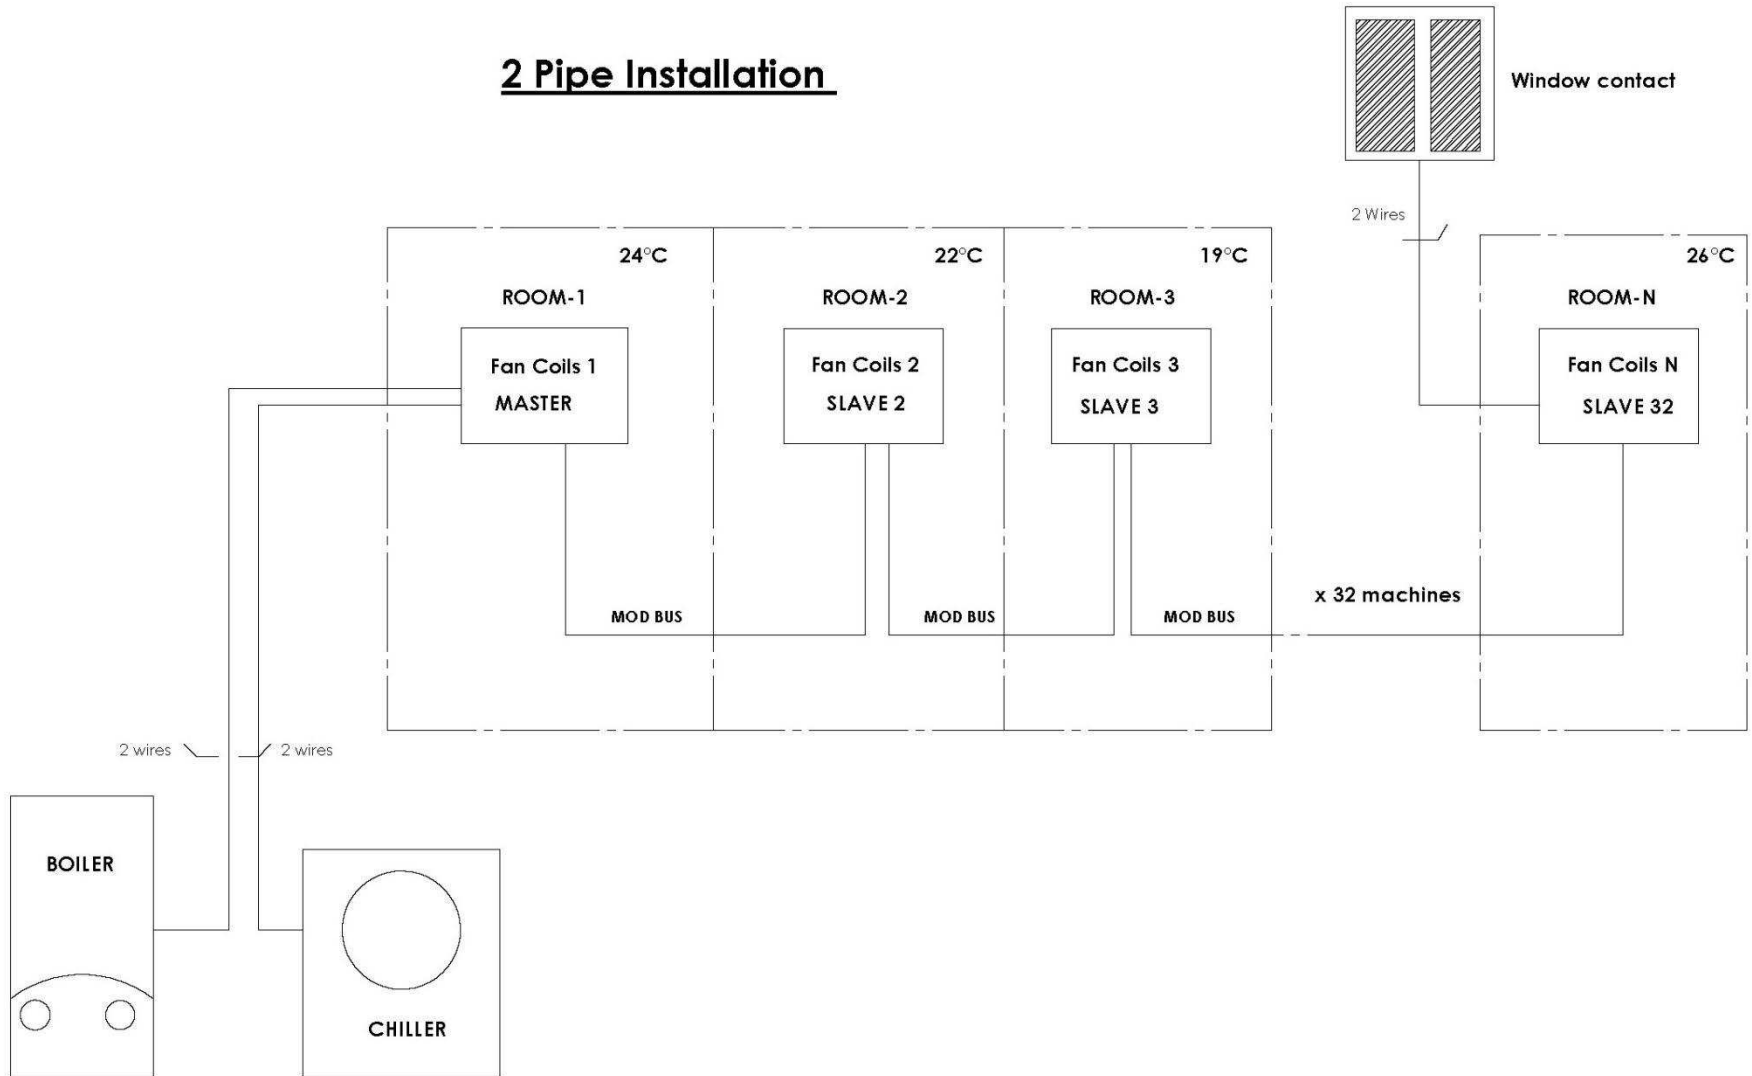 2 Pipe Installation
Window contact
2 Wires
24°C
22°C
19°C
26°C
ROOM-1
ROOM-2
ROOM-3
ROOM-N
Fan Coils 1
MASTER
Fan Coils 2
SLAVE 2
Fan Coils 3
SLAVE 3
Fan Coils N
SLAVE 32
x 32 machines
MOD BUS
MOD BUS
MOD BUS
2 wires
2 wires
BOILER
CHILLER